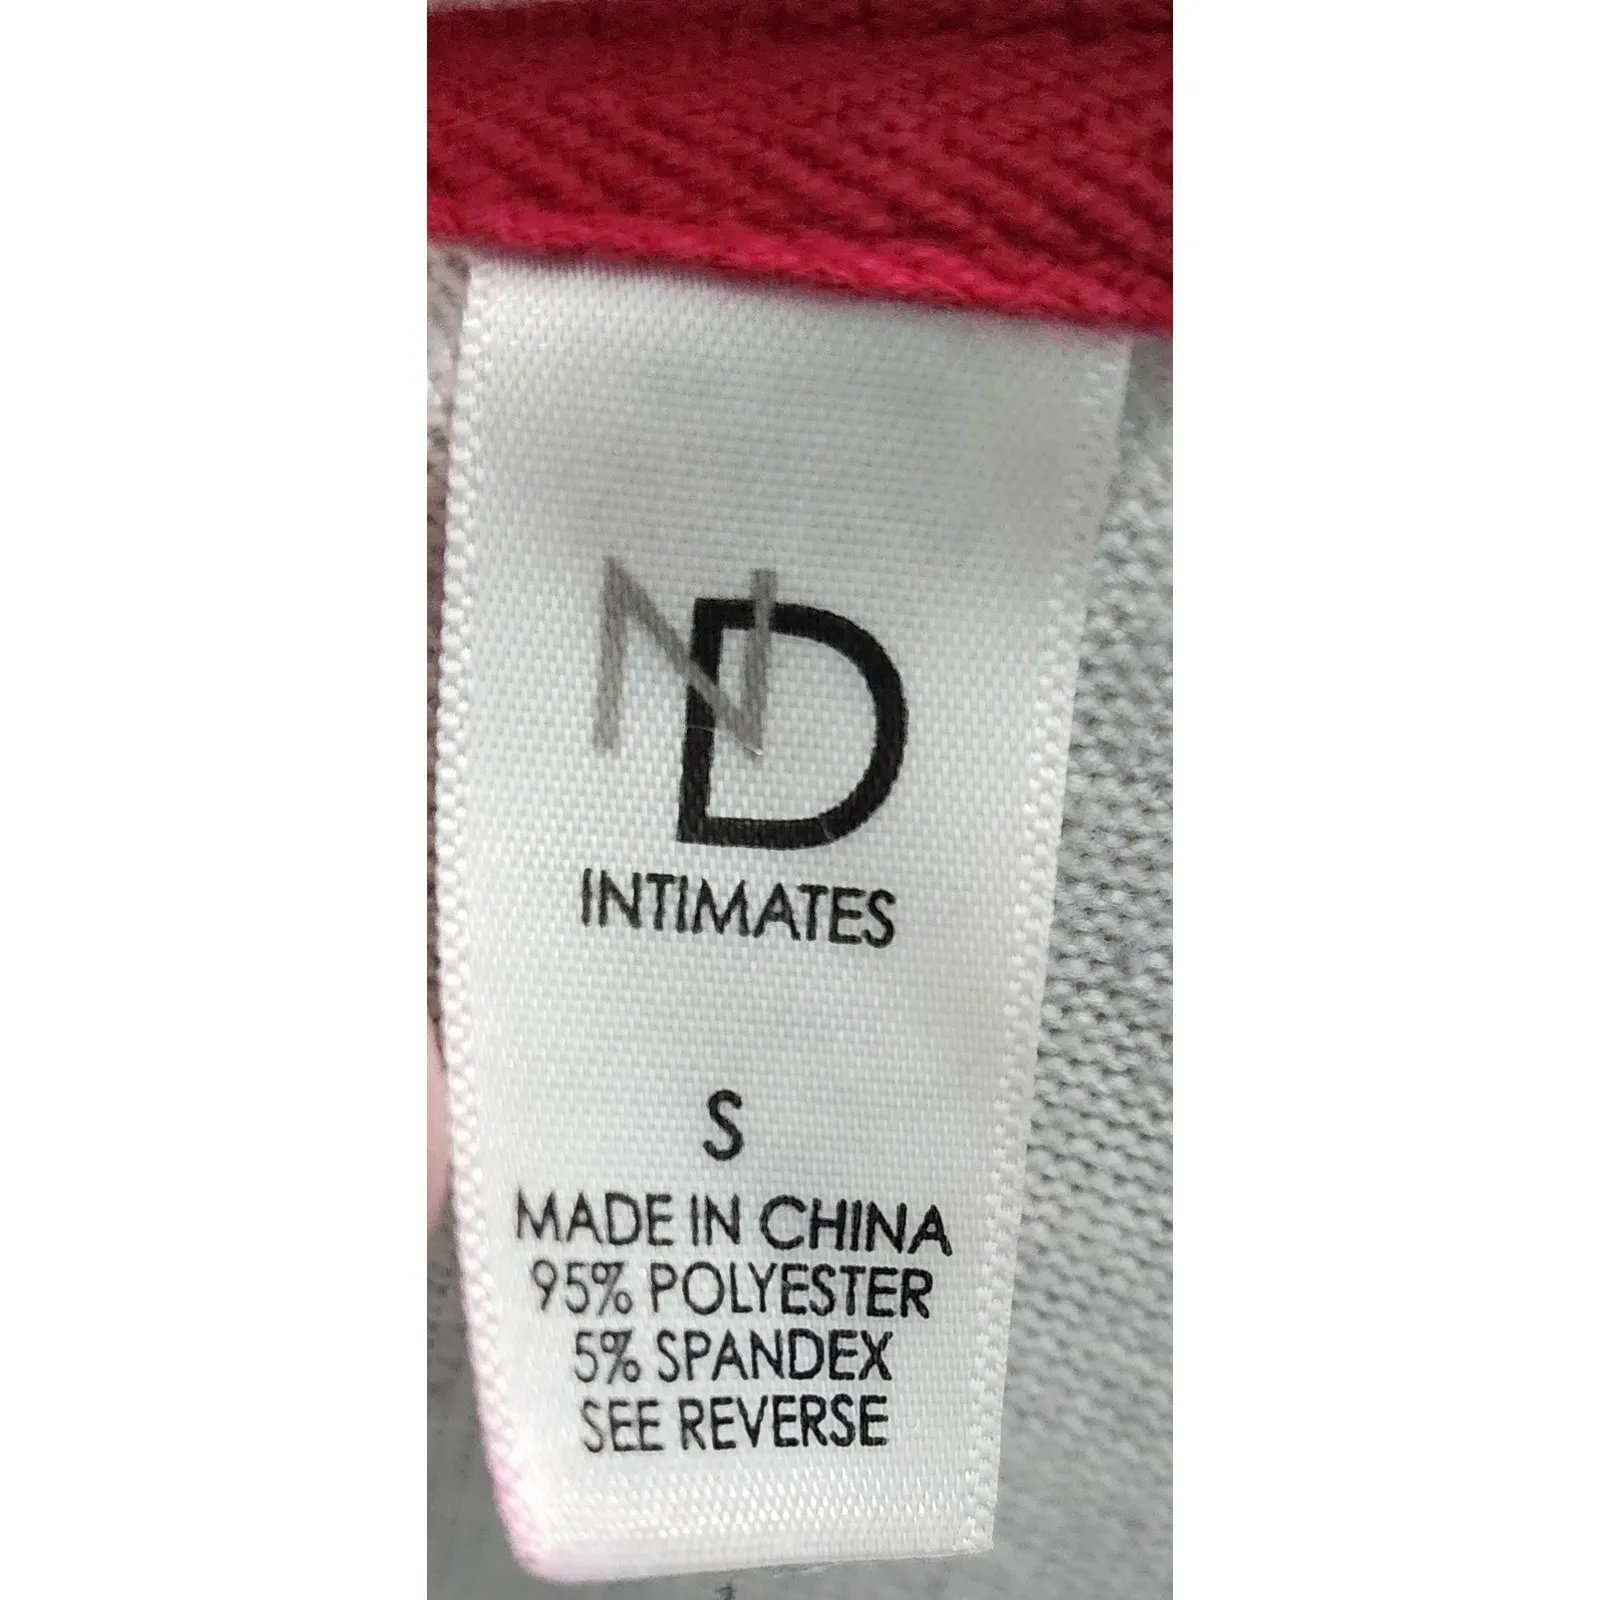 ND
INTIMATES
S
MADE IN CHINA
95% POLYESTER
5% SPANDEX
SEE REVERSE